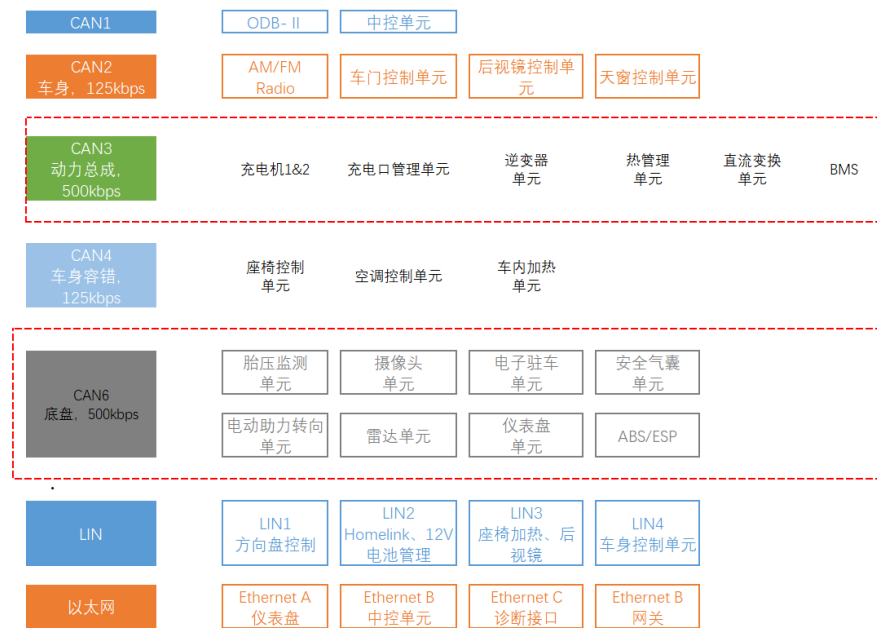 CAN1
ODB- II
中控单元
CAN2
车身，125kbps
AM/FM
Radio
车门控制单元
后视镜控制单
元
天窗控制单元
CAN3
动力总成，
500kbps
充电机1&2
充电口管理单元
逆变器
单元
热管理
单元
直流变换
单元
BMS
CAN4
车身容错，
125kbps
座椅控制
单元
空调控制单元
车内加热
单元
CAN6
底盘，500kbps
胎压监测
单元
摄像头
单元
电子驻车
单元
安全气囊
单元
电动助力转向
单元
雷达单元
仪表盘
单元
ABS/ESP
LIN
LIN1
方向盘控制
LIN2
Homelink、12V
电池管理
LIN3
座椅加热、后
视镜
LIN4
车身控制单元
以太网
Ethernet A
仪表盘
Ethernet B
中控单元
Ethernet C
诊断接口
Ethernet B
网关